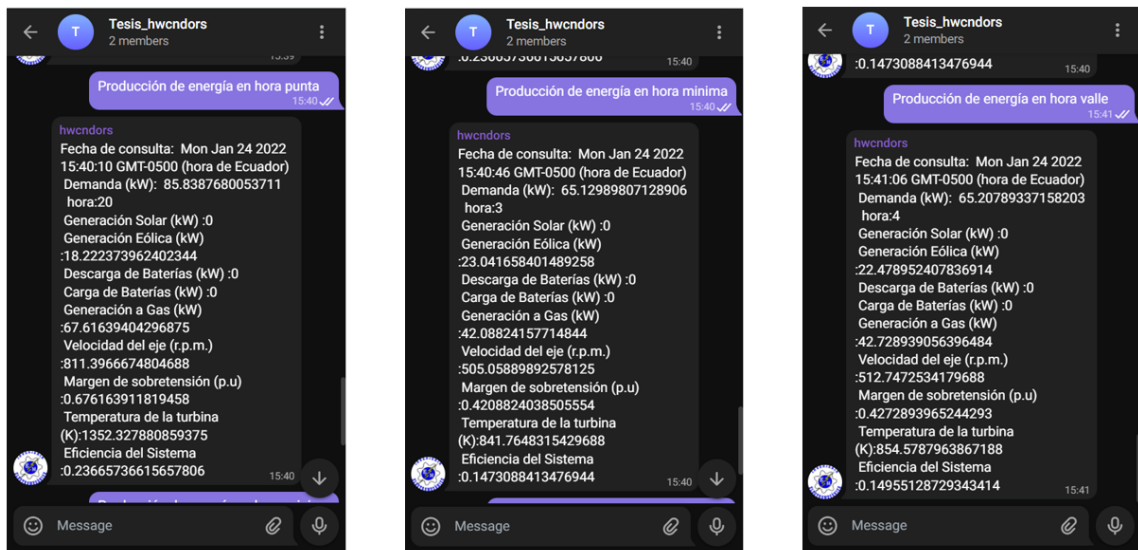 Tesis_hwcndors
2 members
15:39
Producción de energía en hora punta
15:40
hwcndors
Fecha de consulta: Mon Jan 24 2022
15:40:10 GMT-0500 (hora de Ecuador)
Demanda (kW): 85.8387680053711
hora:20
Generación Solar (kW) :0
Generación Eólica (kW)
:18.222373962402344
Descarga de Baterías (kW) :0
Carga de Baterías (kW) :0
Generación a Gas (kW)
:67.61639404296875
Velocidad del eje (r.p.m.)
:811.3966674804688
Margen de sobretensión (p.u)
:0.676163911819458
Temperatura de la turbina
(K):1352.327880859375
Eficiencia del Sistema
:0.23665736615657806
15:40
Message
Tesis_hwcndors
2 members
:0.23665736615657806
15:40
Producción de energía en hora minima
15:40
hwcndors
Fecha de consulta: Mon Jan 24 2022
15:40:46 GMT-0500 (hora de Ecuador)
Demanda (kW): 65.12989807128906
hora:3
Generación Solar (kW) :0
Generación Eólica (kW)
:23.041658401489258
Descarga de Baterías (kW) :0
Carga de Baterías (kW) :0
Generación a Gas (kW)
:42.08824157714844
Velocidad del eje (r.p.m.)
:505.05889892578125
Margen de sobretensión (p.u)
:0.4208824038505554
Temperatura de la turbina
(K):841.7648315429688
Eficiencia del Sistema
:0.1473088413476944
15:40
Message
Tesis_hwcndors
2 members
:0.1473088413476944
15:40
Producción de energía en hora valle
15:41
hwcndors
Fecha de consulta: Mon Jan 24 2022
15:41:06 GMT-0500 (hora de Ecuador)
Demanda (kW): 65.20789337158203
hora:4
Generación Solar (kW) :0
Generación Eólica (kW)
:22.478952407836914
Descarga de Baterías (kW) :0
Carga de Baterías (kW) :0
Generación a Gas (kW)
:42.728939056396484
Velocidad del eje (r.p.m.)
:512.7472534179688
Margen de sobretensión (p.u)
:0.4272893965244293
Temperatura de la turbina
(K):854.5787963867188
Eficiencia del Sistema
:0.14955128729343414
15:41
Message